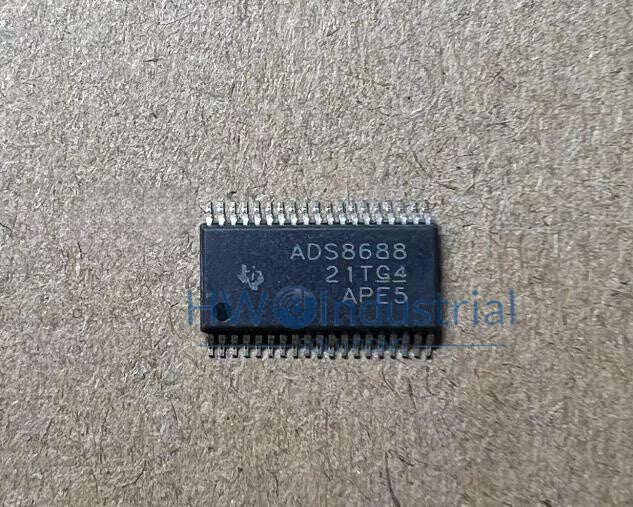 ADS8688
21TG4
APE5
HW Industrial